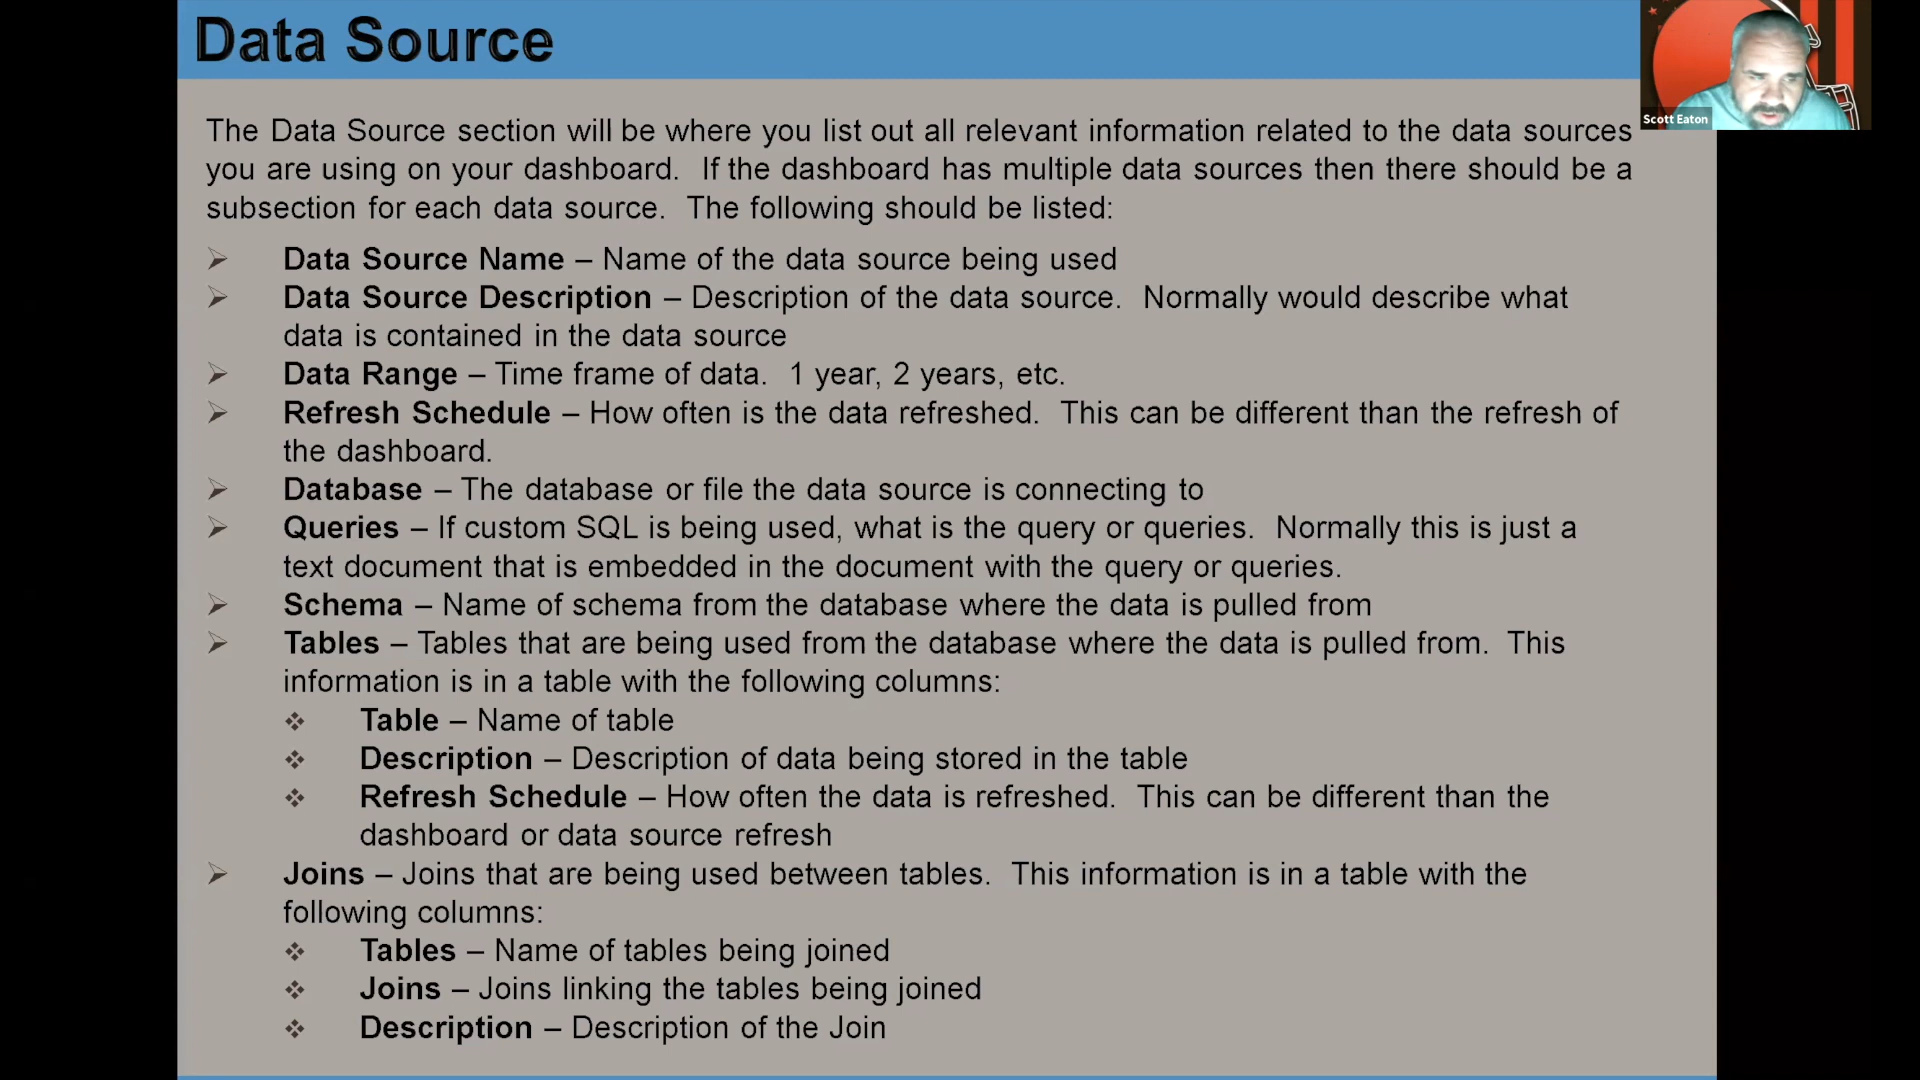 Data Source
Scott Eaton
The Data Source section will be where you list out all relevant information related to the data sources
you are using on your dashboard.  If the dashboard has multiple data sources then there should be a
subsection for each data source.  The following should be listed:
Data Source Name – Name of the data source being used
Data Source Description – Description of the data source.  Normally would describe what
data is contained in the data source
Data Range – Time frame of data.  1 year, 2 years, etc.
Refresh Schedule – How often is the data refreshed.  This can be different than the refresh of
the dashboard.
Database – The database or file the data source is connecting to
Queries – If custom SQL is being used, what is the query or queries.  Normally this is just a
text document that is embedded in the document with the query or queries.
Schema – Name of schema from the database where the data is pulled from
Tables – Tables that are being used from the database where the data is pulled from.  This
information is in a table with the following columns:
Table – Name of table
Description – Description of data being stored in the table
Refresh Schedule – How often the data is refreshed.  This can be different than the
dashboard or data source refresh
Joins – Joins that are being used between tables.  This information is in a table with the
following columns:
Tables – Name of tables being joined
Joins – Joins linking the tables being joined
Description – Description of the Join